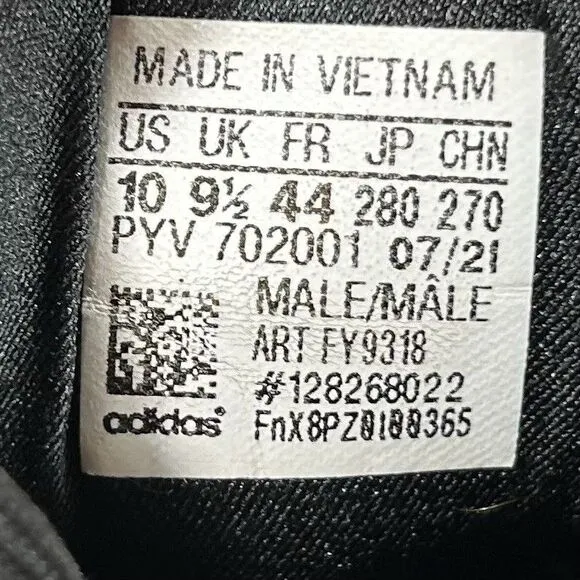 MADE IN VIETNAM
US UK FR JP CHN
10 9½ 44 280 270
PYV 702001 07/21
MALE/MÂLE
ART FY9318
#128268022
adidas® FnX8PZ0100365